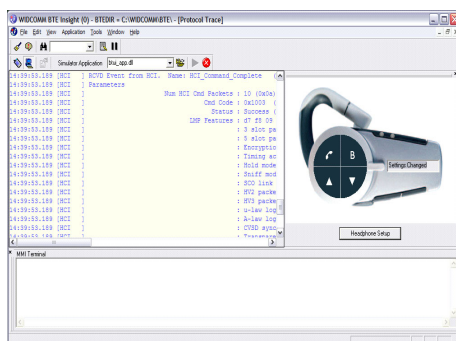 WIDCOMM BTE Insight (0) - BTEDIR = C:\WIDCOMM\BTE\ - [Protocol Trace]
File Edit View Application Tools Window Help
Simulator Application btui_app.dll
14:39:53.189 [HCI ] RCVD Event from HCI. Name: HCI_Command_Complete (
14:39:53.189 [HCI ] Parameters
14:39:53.189 [HCI ] Num HCI Cmd Packets : 10 (0x0a)
14:39:53.189 [HCI ] Cmd Code : 0x1003 (
14:39:53.189 [HCI ] Status : Success (
14:39:53.189 [HCI ] LMP Features : d7 f8 09
14:39:53.189 [HCI ] : 3 slot pa
14:39:53.189 [HCI ] : 5 slot pa
14:39:53.189 [HCI ] : Encryptio
14:39:53.189 [HCI ] : Timing ac
14:39:53.189 [HCI ] : Hold mode
14:39:53.189 [HCI ] : Sniff mod
14:39:53.189 [HCI ] : SCO link
14:39:53.189 [HCI ] : HV2 packe
14:39:53.189 [HCI ] : HV3 packe
14:39:53.189 [HCI ] : u-law log
14:39:53.189 [HCI ] : A-law log
14:39:53.189 [HCI ] : CVSD sync
14:39:53.189 [HCI ] : Transpare
B
Settings Changed
Headphone Setup
MMI Terminal